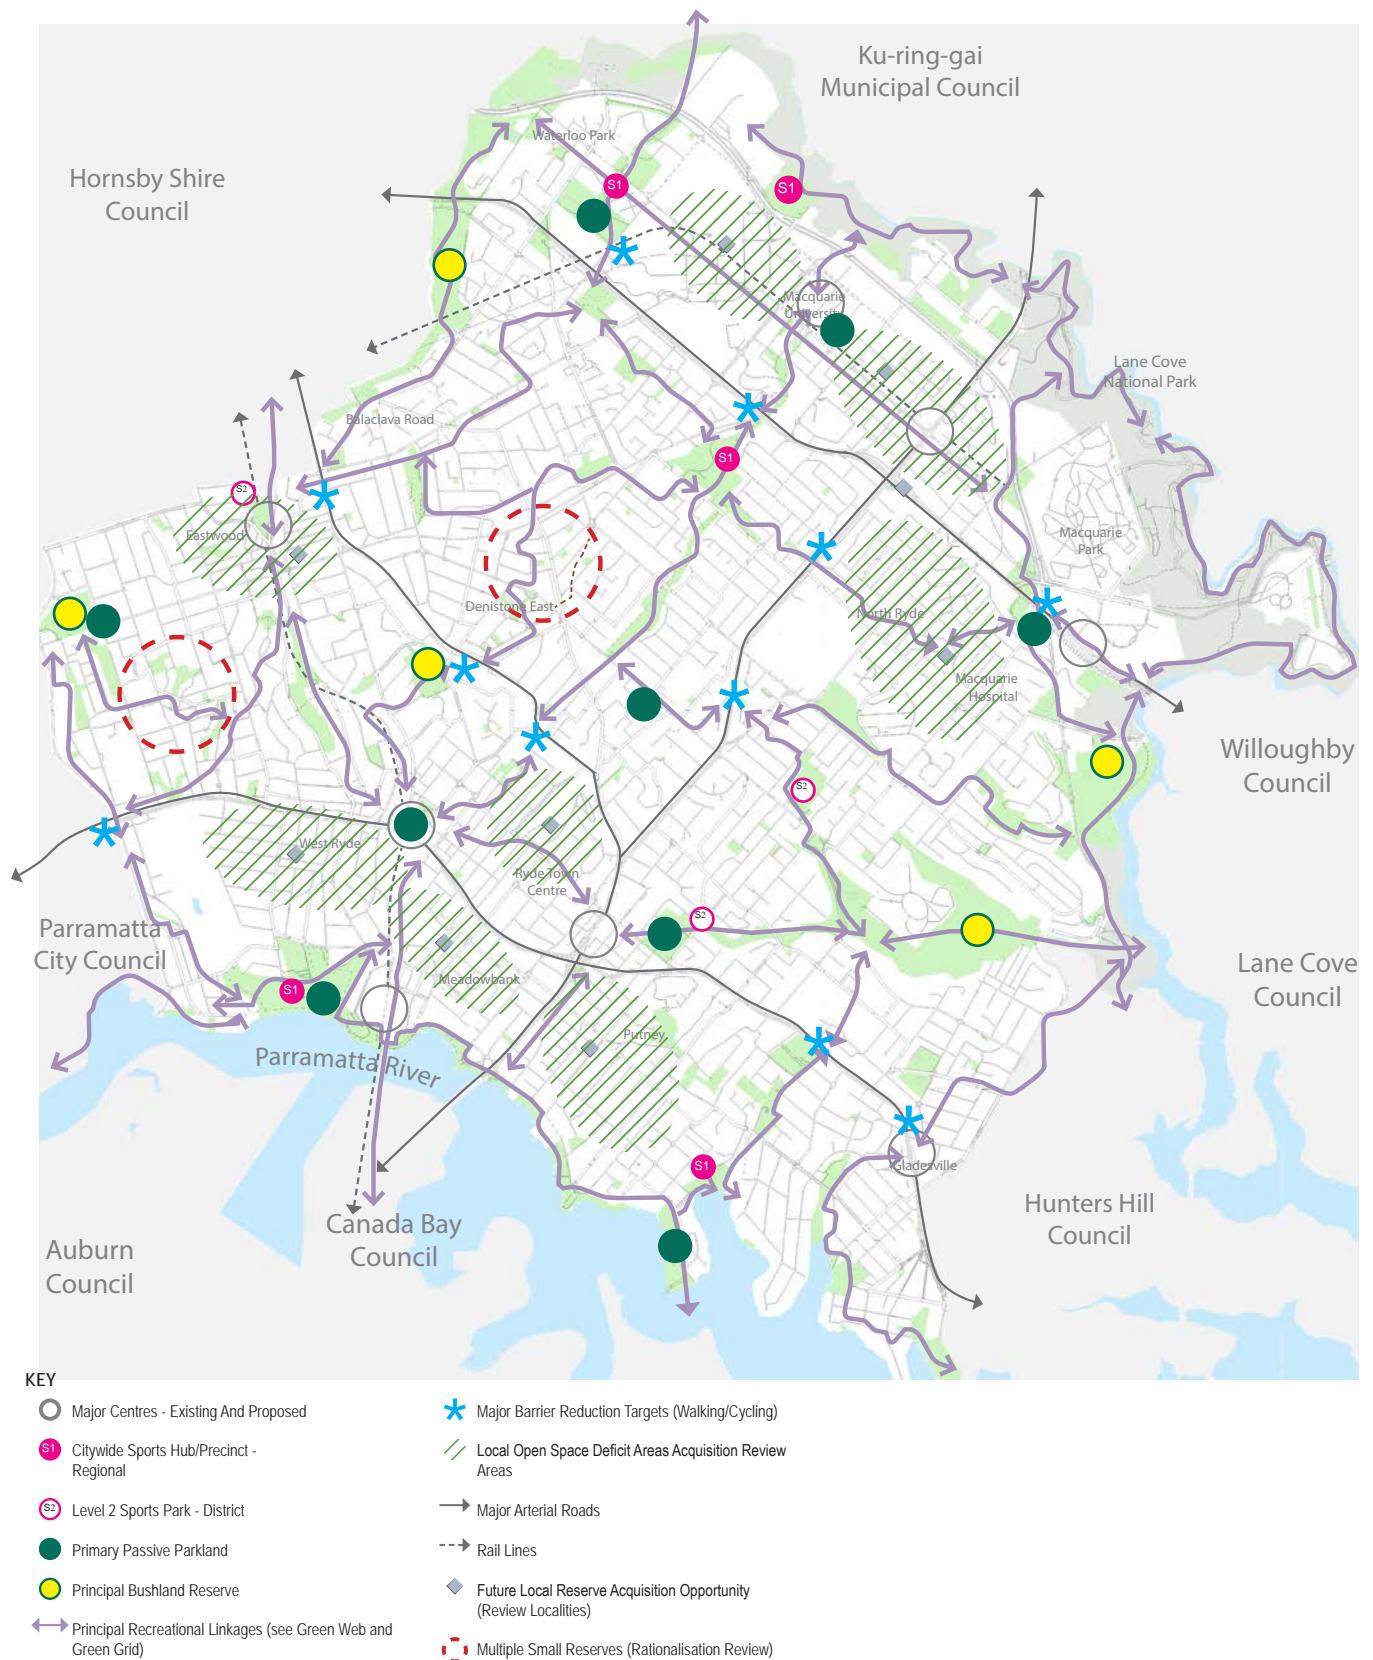 Ku-ring-gai
Municipal Council
Waterloo Park
Hornsby Shire
Council
S1
S1
Macquarie
University
Lane Cove
National Park
Balaclava Road
S1
S2
Eastwood
Macquarie
Park
Denistone East
North Ryde
Macquarie
Hospital
Willoughby
Council
S2
West Ryde
Ryde Town
Centre
S2
Parramatta
City Council
Meadowbank
Lane Cove
Council
S1
Putney
Parramatta River
S1
Gladesville
Hunters Hill
Council
Canada Bay
Council
Auburn
Council
KEY
Major Centres - Existing And Proposed
S1
Citywide Sports Hub/Precinct -
Regional
S2
Level 2 Sports Park - District
Primary Passive Parkland
Principal Bushland Reserve
Principal Recreational Linkages (see Green Web and
Green Grid)
Major Barrier Reduction Targets (Walking/Cycling)
Local Open Space Deficit Areas Acquisition Review
Areas
Major Arterial Roads
Rail Lines
Future Local Reserve Acquisition Opportunity
(Review Localities)
Multiple Small Reserves (Rationalisation Review)